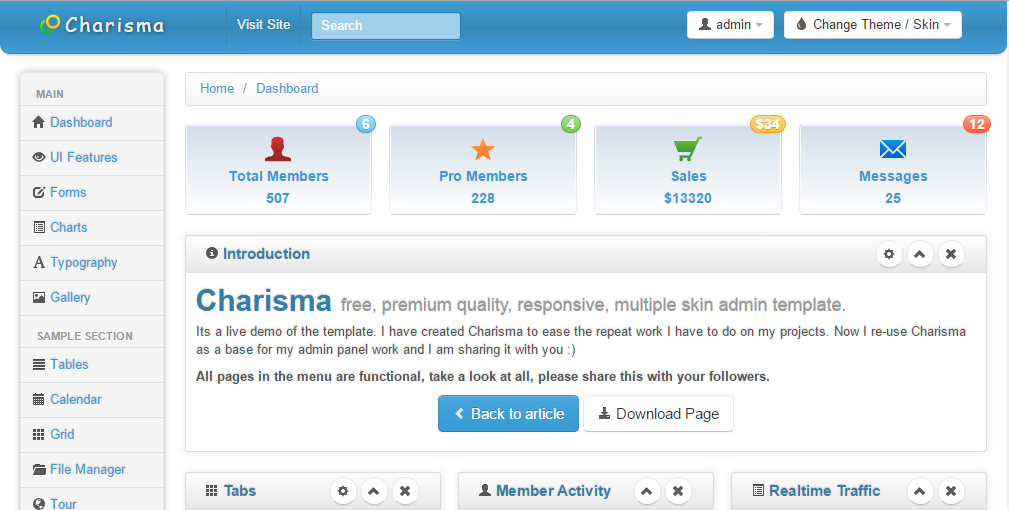 Charisma
Visit Site
Search
admin
Change Theme / Skin
MAIN
Dashboard
UI Features
Forms
Charts
Typography
Gallery
SAMPLE SECTION
Tables
Calendar
Grid
File Manager
Tour
Home / Dashboard
6
Total Members
507
4
Pro Members
228
$34
Sales
$13320
12
Messages
25
Introduction
Charisma free, premium quality, responsive, multiple skin admin template.
Its a live demo of the template. I have created Charisma to ease the repeat work I have to do on my projects. Now I re-use Charisma
as a base for my admin panel work and I am sharing it with you :)
All pages in the menu are functional, take a look at all, please share this with your followers.
Back to article
Download Page
Tabs
Member Activity
Realtime Traffic